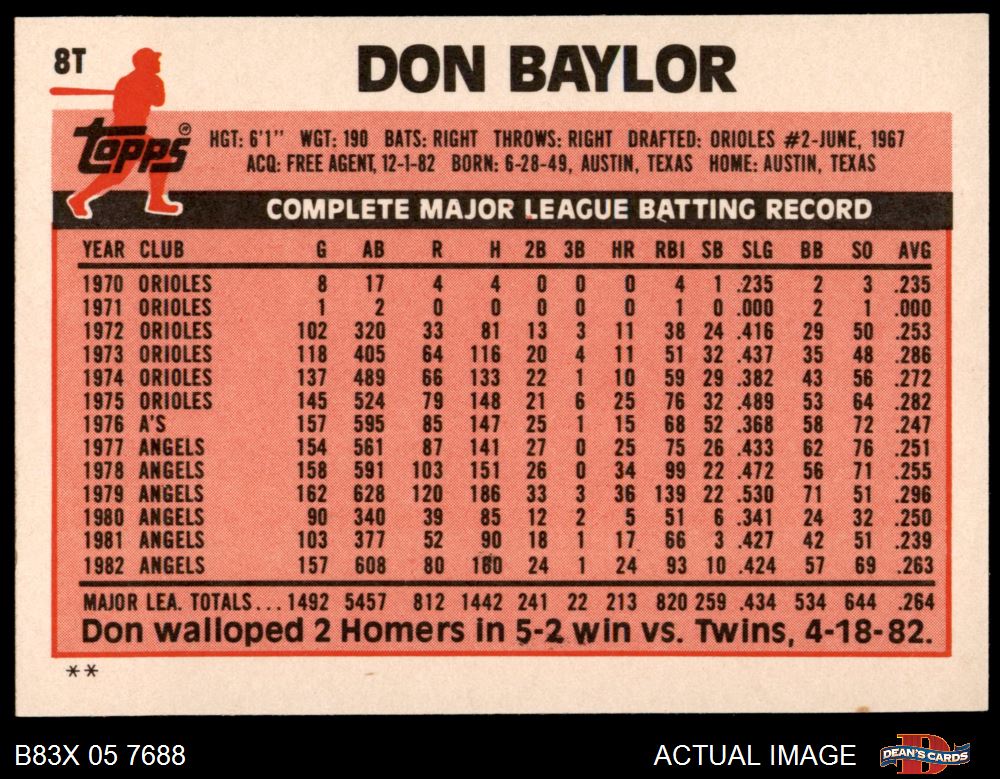 8T DON BAYLOR
topps ®
HGT: 6'1" WGT: 190 BATS: RIGHT THROWS: RIGHT DRAFTED: ORIOLES #2-JUNE, 1967
ACQ: FREE AGENT, 12-1-82 BORN: 6-28-49, AUSTIN, TEXAS HOME: AUSTIN, TEXAS
COMPLETE MAJOR LEAGUE BATTING RECORD
YEAR CLUB G AB R H 2B 3B HR RBI SB SLG BB SO AVG
1970 ORIOLES 8 17 4 4 0 0 0 4 1 .235 2 3 .235
1971 ORIOLES 1 2 0 0 0 0 0 1 0 .000 2 1 .000
1972 ORIOLES 102 320 33 81 13 3 11 38 24 .416 29 50 .253
1973 ORIOLES 118 405 64 116 20 4 11 51 32 .437 35 48 .286
1974 ORIOLES 137 489 66 133 22 1 10 59 29 .382 43 56 .272
1975 ORIOLES 145 524 79 148 21 6 25 76 32 .489 53 64 .282
1976 A'S 157 595 85 147 25 1 15 68 52 .368 58 72 .247
1977 ANGELS 154 561 87 141 27 0 25 75 26 .433 62 76 .251
1978 ANGELS 158 591 103 151 26 0 34 99 22 .472 56 71 .255
1979 ANGELS 162 628 120 186 33 3 36 139 22 .530 71 51 .296
1980 ANGELS 90 340 39 85 12 2 5 51 6 .341 24 32 .250
1981 ANGELS 103 377 52 90 18 1 17 66 3 .427 42 51 .239
1982 ANGELS 157 608 80 160 24 1 24 93 10 .424 57 69 .263
MAJOR LEA. TOTALS... 1492 5457 812 1442 241 22 213 820 259 .434 534 644 .264
Don walloped 2 Homers in 5-2 win vs. Twins, 4-18-82.
**
B83X 05 7688 ACTUAL IMAGE DEAN'S CARDS